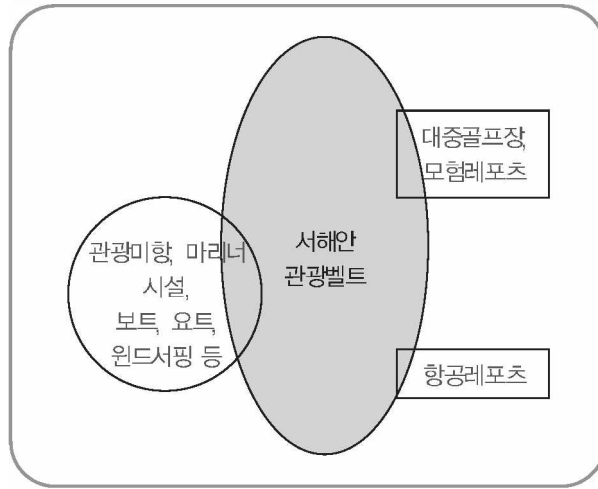 대중골프장,
모험레포츠
서해안
관광벨트
관광미항, 마리너
시설,
보트, 요트,
윈드서핑 등
항공레포츠